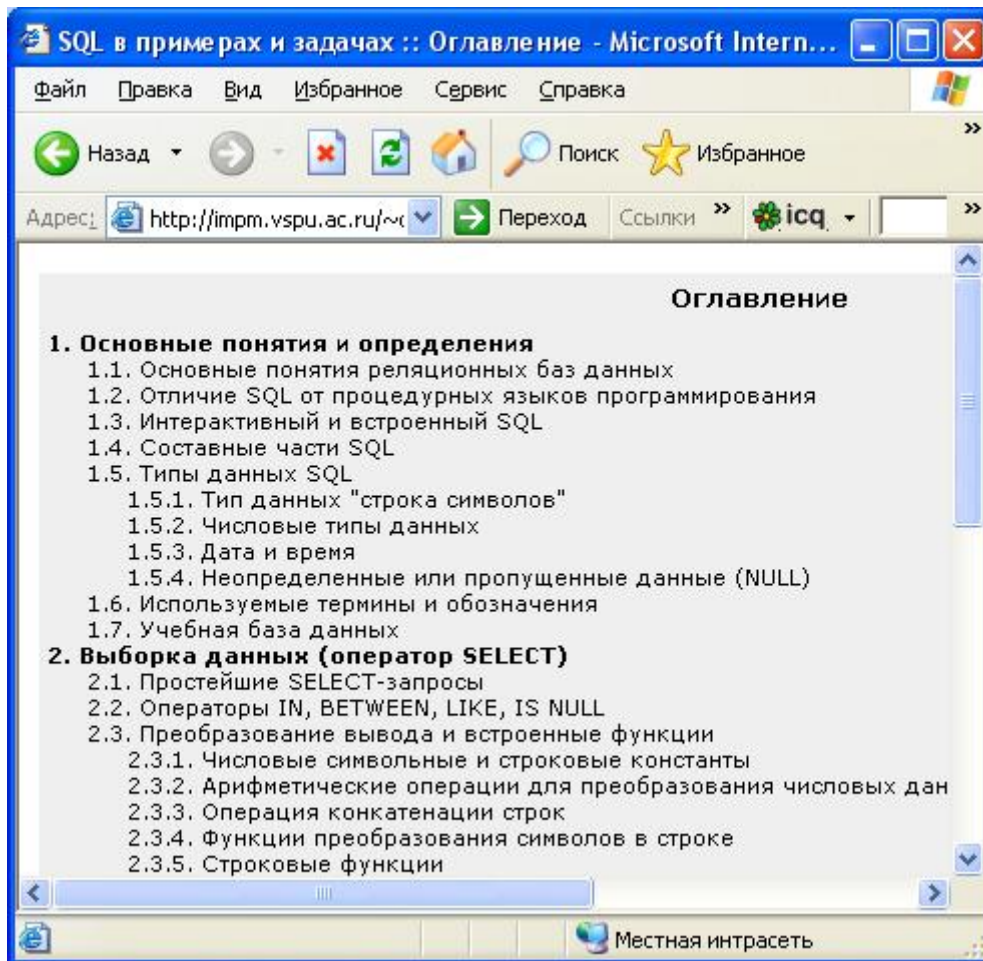 SQL в примерах и задачах :: Оглавление - Microsoft Intern...
Файл Правка Вид Избранное Сервис Справка
Назад Поиск Избранное »
Адрес: http://impm.vspu.ac.ru/~ Переход Ссылки » icq »
Оглавление
1. Основные понятия и определения
1.1. Основные понятия реляционных баз данных
1.2. Отличие SQL от процедурных языков программирования
1.3. Интерактивный и встроенный SQL
1.4. Составные части SQL
1.5. Типы данных SQL
1.5.1. Тип данных "строка символов"
1.5.2. Числовые типы данных
1.5.3. Дата и время
1.5.4. Неопределенные или пропущенные данные (NULL)
1.6. Используемые термины и обозначения
1.7. Учебная база данных
2. Выборка данных (оператор SELECT)
2.1. Простейшие SELECT-запросы
2.2. Операторы IN, BETWEEN, LIKE, IS NULL
2.3. Преобразование вывода и встроенные функции
2.3.1. Числовые символьные и строковые константы
2.3.2. Арифметические операции для преобразования числовых дан
2.3.3. Операция конкатенации строк
2.3.4. Функции преобразования символов в строке
2.3.5. Строковые функции
Местная интрасеть